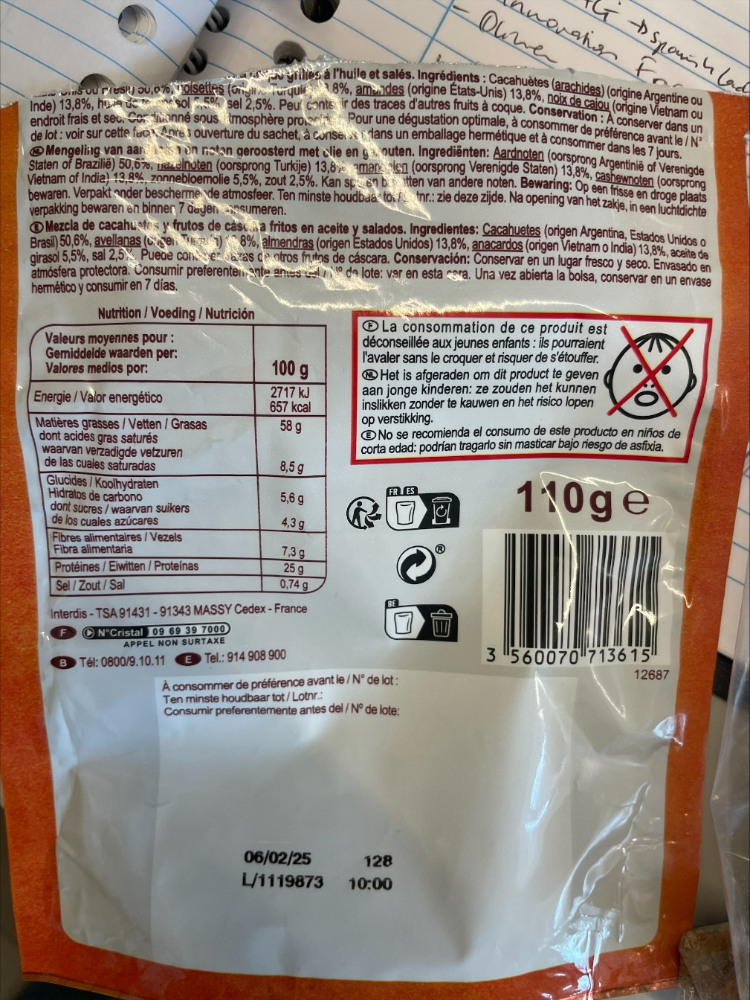 Innovation
Olives
→ Spanish
grillés à l'huile et salés. Ingrédients : Cacahuètes (arachides) (origine Argentine ou
50,6%, noisettes (origine Turquie) 8%, amandes (origine États-Unis) 13,8%, noix de cajou (origine Vietnam ou
Inde) 13,8%, sel 2,5%. Peut contenir des traces d'autres fruits à coque. Conservation : À conserver dans un
endroit frais et sec. Conditionné sous atmosphère Pour une dégustation optimale, à consommer de préférence avant le / N°
de lot : voir sur cette face. Après ouverture du sachet, à conserver dans un emballage hermétique et à consommer dans les 7 jours.
NL Mengeling van noten geroosterd met olie en gezouten. Ingrediënten: Aardnoten (oorsprong Argentinië of Verenigde
Staten of Brazilië) 50,6%, hazelnoten (oorsprong Turkije) 13,8%, amandelen (oorsprong Verenigde Staten) 13,8%, cashewnoten (oorsprong
Vietnam of India) 13,8%, zonnebloemolie 5,5%, zout 2,5%. Kan sporen bevatten van andere noten. Bewaring: Op een frisse en droge plaats
bewaren. Verpakt onder beschermende atmosfeer. Ten minste houdbaar tot / Lotnr.: zie deze zijde. Na opening van het zakje, in een luchtdichte
verpakking bewaren en binnen 7 dagen consumeren.
E Mezcla de cacahuetes y frutos de cáscara fritos en aceite y salados. Ingredientes: Cacahuetes (origen Argentina, Estados Unidos o
Brasil) 50,6%, avellanas (origen Turquía) 13,8%, almendras (origen Estados Unidos) 13,8%, anacardos (origen Vietnam o India) 13,8%, aceite de
girasol 5,5%, sal 2,5%. Puede contener trazas de otros frutos de cáscara. Conservación: Conservar en un lugar fresco y seco. Envasado en
atmósfera protectora. Consumir preferentemente antes del / Nº de lote: ver en esta cara. Una vez abierta la bolsa, conservar en un envase
hermético y consumir en 7 días.
Nutrition / Voeding / Nutrición
Valeurs moyennes pour :
Gemiddelde waarden per:
Valores medios por: 100 g
Energie / Valor energético 2717 kJ
657 kcal
Matières grasses / Vetten / Grasas 58 g
dont acides gras saturés
waarvan verzadigde vetzuren
de las cuales saturadas 8,5 g
Glucides / Koolhydraten
Hidratos de carbono 5,6 g
dont sucres / waarvan suikers
de los cuales azúcares 4,3 g
Fibres alimentaires / Vezels
Fibra alimentaria 7,3 g
Protéines / Eiwitten / Proteínas 25 g
Sel / Zout / Sal 0,74 g
F La consommation de ce produit est
déconseillée aux jeunes enfants : ils pourraient
l'avaler sans le croquer et risquer de s'étouffer.
NL Het is afgeraden om dit product te geven
aan jonge kinderen: ze zouden het kunnen
inslikken zonder te kauwen en het risico lopen
op verstikking.
E No se recomienda el consumo de este producto en niños de
corta edad: podrían tragarlo sin masticar bajo riesgo de asfixia.
FR / ES
110g e
®
BE
3 560070 713615
12687
Interdis - TSA 91431 - 91343 MASSY Cedex - France
F N°Cristal 09 69 39 7000
APPEL NON SURTAXE
B Tél: 0800/9.10.11 E Tel.: 914 908 900
À consommer de préférence avant le / N° de lot :
Ten minste houdbaar tot / Lotnr.:
Consumir preferentemente antes del / Nº de lote:
06/02/25 128
L/1119873 10:00